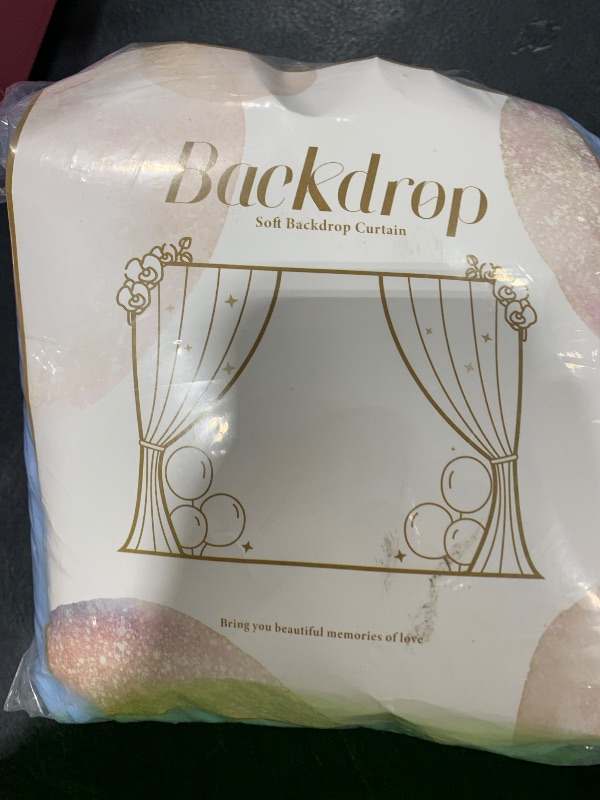 Backdrop
Soft Backdrop Curtain
Bring you beautiful memories of love